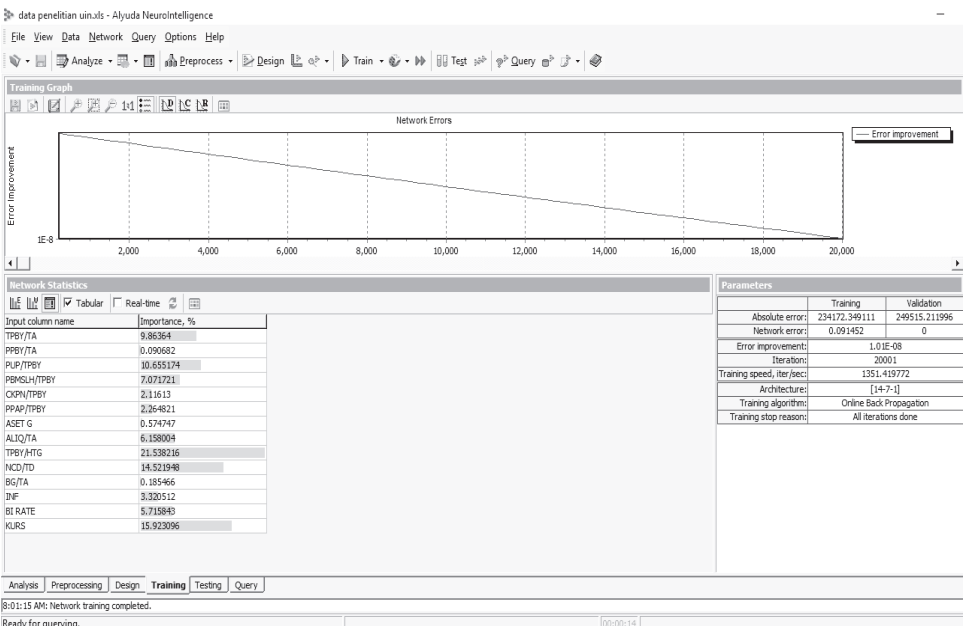 data penelitian uin.xls - Alyuda NeuroIntelligence
File View Data Network Query Options Help
Analyze Preprocess Design Train Test Query
Training Graph
1:1 D C R
Network Errors
Error Improvement
Error improvement
1E-8
2,000 4,000 6,000 8,000 10,000 12,000 14,000 16,000 18,000 20,000
Network Statistics
Tabular Real-time
Input column name Importance, %
TPBY/TA 9.86364
PPBY/TA 0.090682
PUP/TPBY 10.655174
PBMSLH/TPBY 7.071721
CKPN/TPBY 2.11613
PPAP/TPBY 2.264821
ASET G 0.574747
ALIQ/TA 6.158004
TPBY/HTG 21.538216
NCD/TD 14.521948
BG/TA 0.185466
INF 3.320512
BI RATE 5.715843
KURS 15.923096
Parameters
Training Validation
Absolute error: 234172.349111 249515.211996
Network error: 0.091452 0
Error improvement: 1.01E-08
Iteration: 20001
Training speed, iter/sec: 1351.419772
Architecture: [14-7-1]
Training algorithm: Online Back Propagation
Training stop reason: All iterations done
Analysis Preprocessing Design Training Testing Query
8:01:15 AM: Network training completed.
Ready for querying. 00:00:14